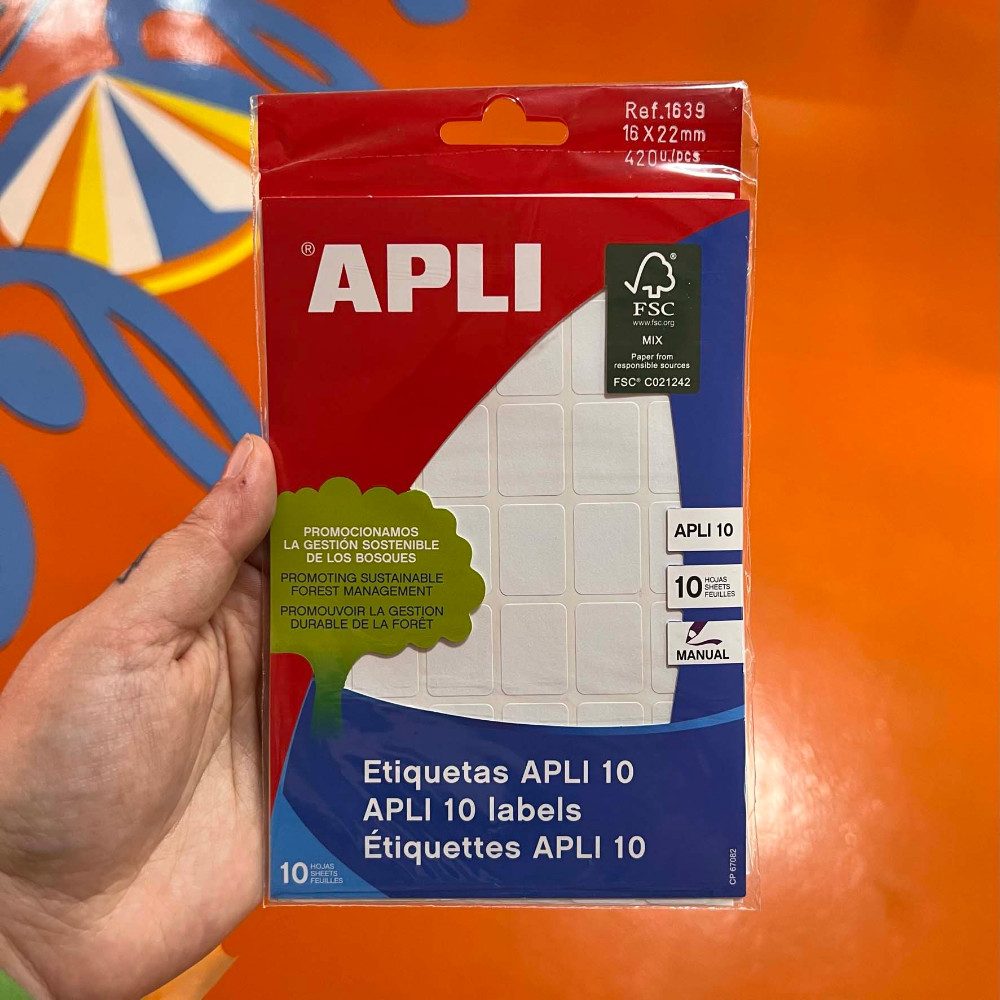 Ref.1639
16X22mm
420u/pcs
®APLI
®
FSC
www.fsc.org
MIX
Paper from
responsible sources
FSC® C021242
PROMOCIONAMOS
LA GESTIÓN SOSTENIBLE
DE LOS BOSQUES
PROMOTING SUSTAINABLE
FOREST MANAGEMENT
PROMOUVOIR LA GESTION
DURABLE DE LA FORÊT
APLI 10
10 HOJAS
SHEETS
FEUILLES
MANUAL
Etiquetas APLI 10
APLI 10 labels
Étiquettes APLI 10
10 HOJAS
SHEETS
FEUILLES
CP 67082